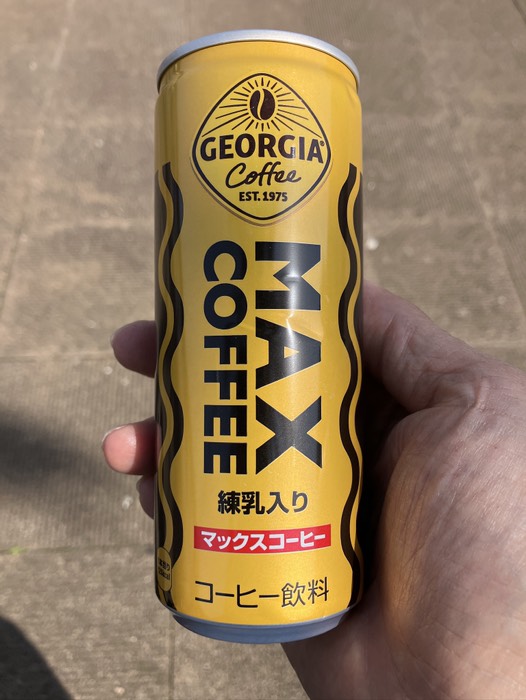 GEORGIA®
Coffee
EST. 1975
MAX
COFFEE
練乳入り
マックスコーヒー
コーヒー飲料